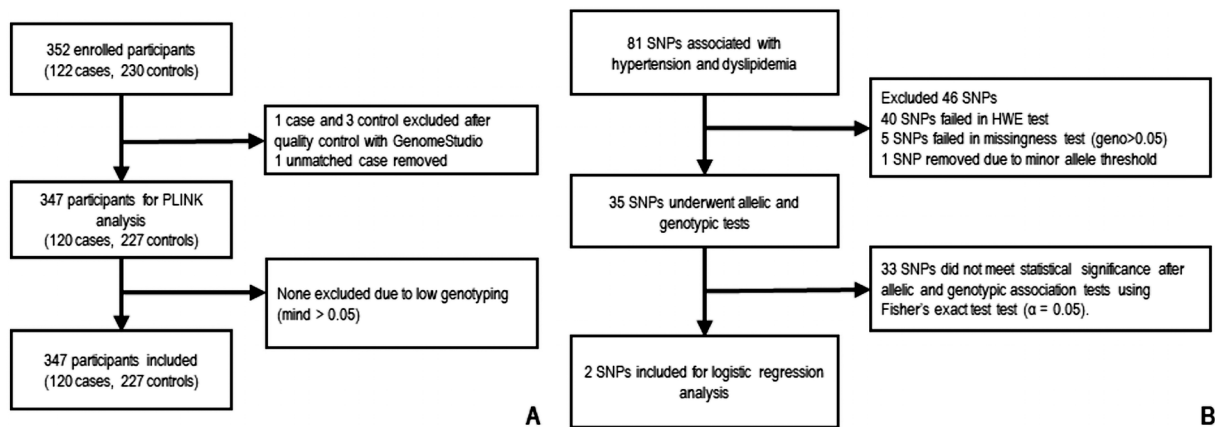 352 enrolled participants
(122 cases, 230 controls)
1 case and 3 control excluded after
quality control with GenomeStudio
1 unmatched case removed
347 participants for PLINK
analysis
(120 cases, 227 controls)
None excluded due to low genotyping
(mind > 0.05)
347 participants included
(120 cases, 227 controls)
A
81 SNPs associated with
hypertension and dyslipidemia
Excluded 46 SNPs
40 SNPs failed in HWE test
5 SNPs failed in missingness test (geno>0.05)
1 SNP removed due to minor allele threshold
35 SNPs underwent allelic and
genotypic tests
33 SNPs did not meet statistical significance after
allelic and genotypic association tests using
Fisher's exact test test (α = 0.05).
2 SNPs included for logistic regression
analysis
B